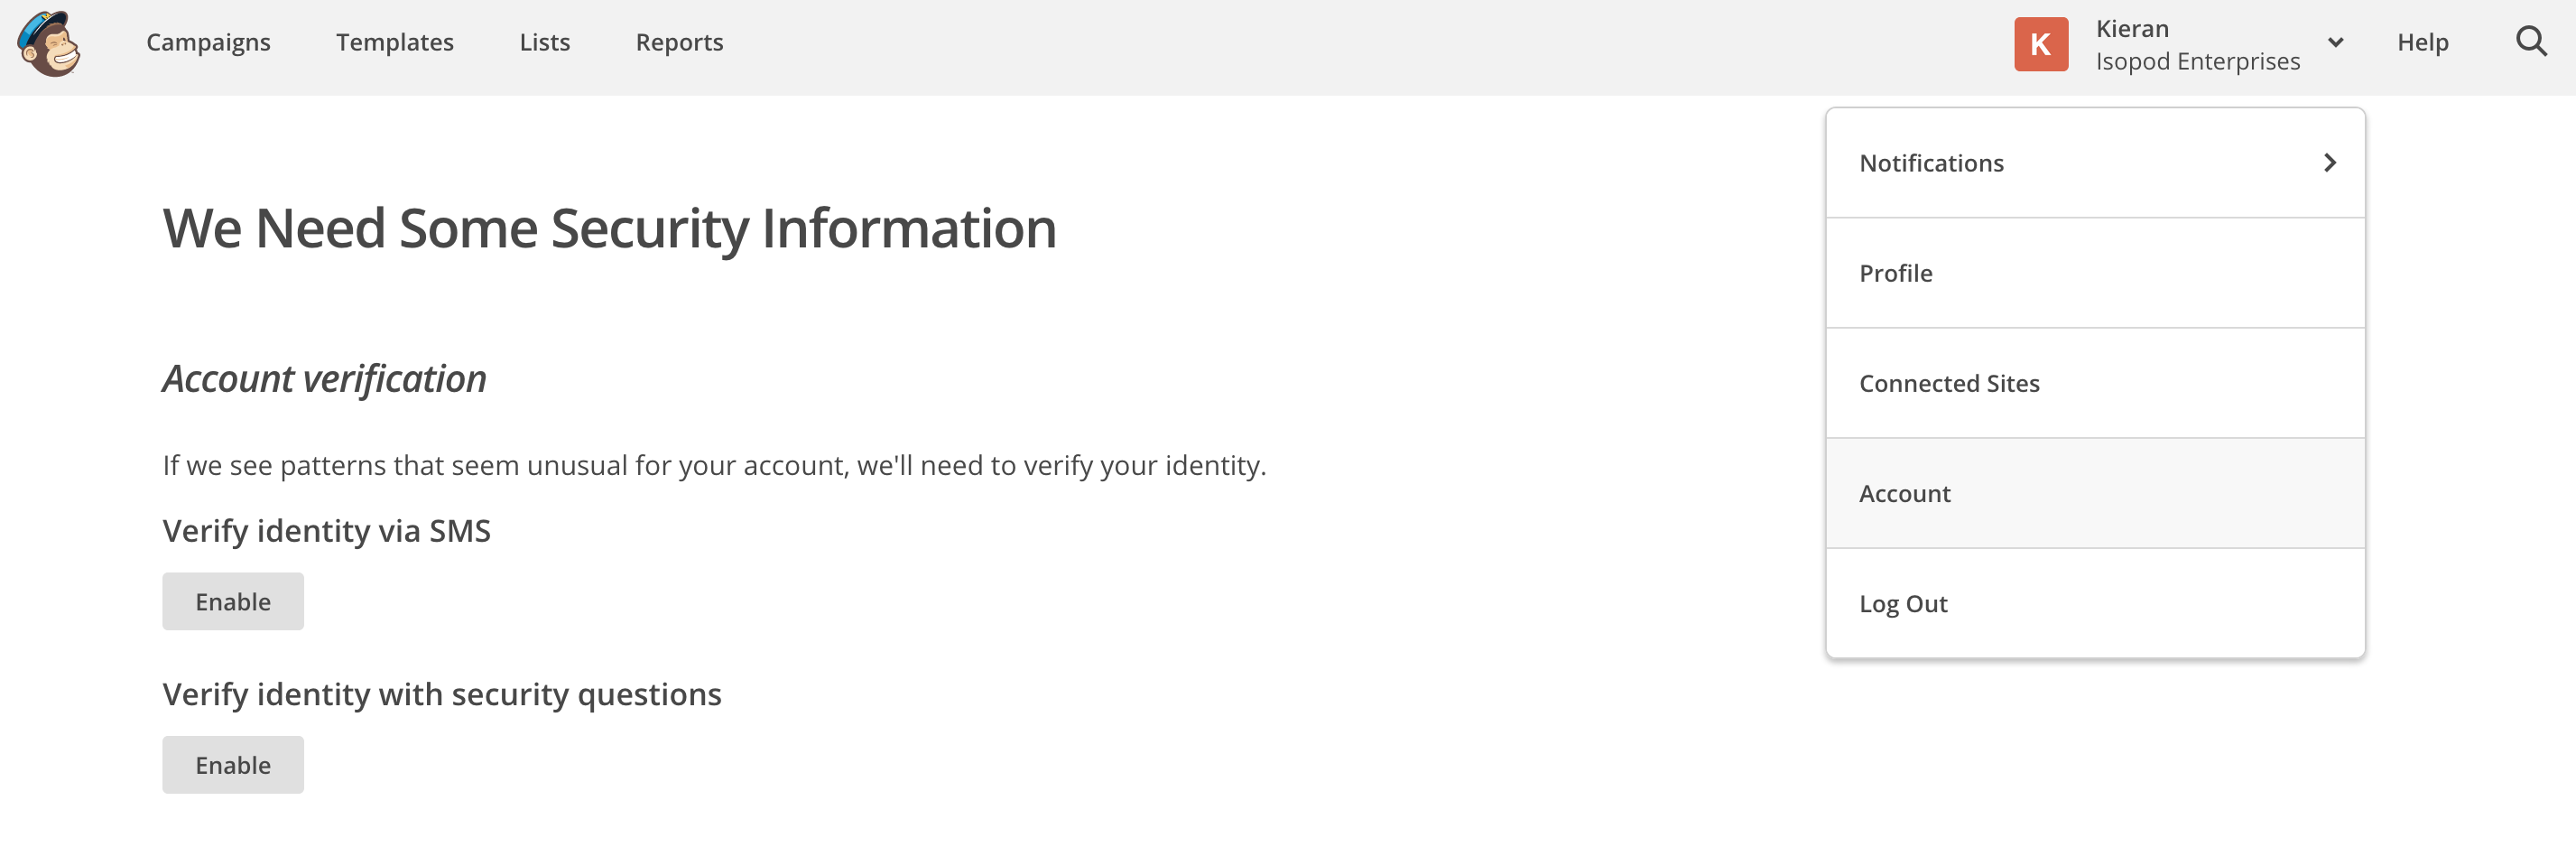 Campaigns
Templates
Lists
Reports
K
Kieran
Isopod Enterprises
Help
We Need Some Security Information
Account verification
If we see patterns that seem unusual for your account, we'll need to verify your identity.
Verify identity via SMS
Enable
Verify identity with security questions
Enable
Notifications
Profile
Connected Sites
Account
Log Out